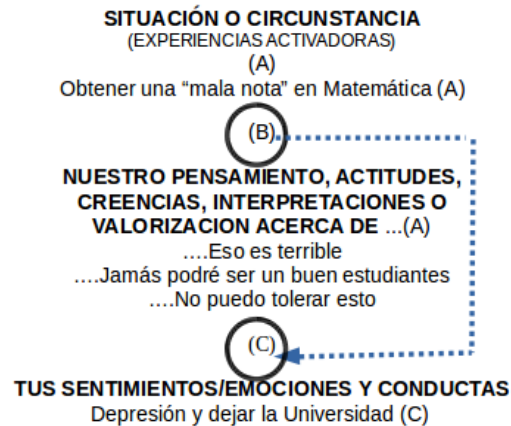 SITUACIÓN O CIRCUNSTANCIA
(EXPERIENCIAS ACTIVADORAS)
(A)
Obtener una “mala nota” en Matemática (A)
(B)
NUESTRO PENSAMIENTO, ACTITUDES,
CREENCIAS, INTERPRETACIONES O
VALORIZACION ACERCA DE ...(A)
....Eso es terrible
....Jamás podré ser un buen estudiantes
....No puedo tolerar esto
(C)
TUS SENTIMIENTOS/EMOCIONES Y CONDUCTAS
Depresión y dejar la Universidad (C)